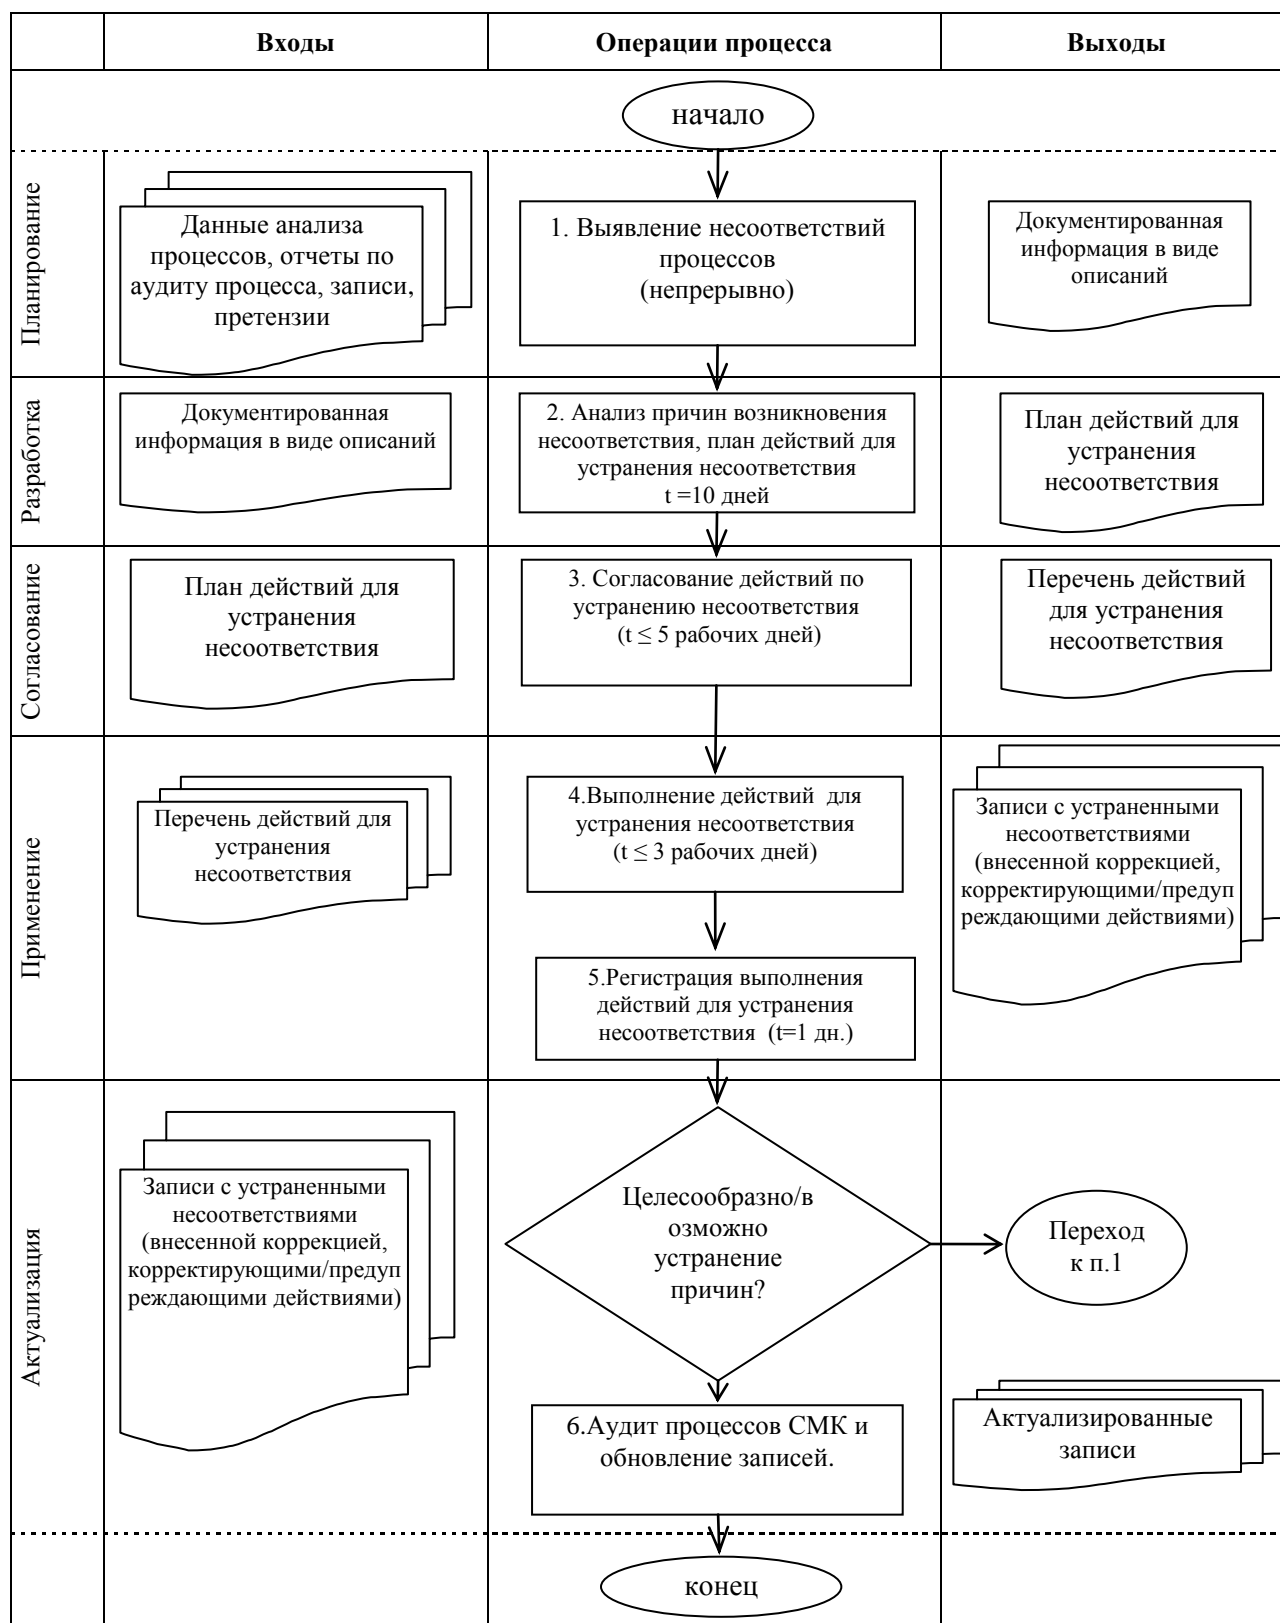 Входы
Операции процесса
Выходы
начало
Планирование
Данные анализа
процессов, отчеты по
аудиту процесса, записи,
претензии
1. Выявление несоответствий
процессов
(непрерывно)
Документированная
информация в виде
описаний
Разработка
Документированная
информация в виде описаний
2. Анализ причин возникновения
несоответствия, план действий для
устранения несоответствия
t =10 дней
План действий для
устранения
несоответствия
Согласование
План действий для
устранения
несоответствия
3. Согласование действий по
устранению несоответствия
(t ≤ 5 рабочих дней)
Перечень действий
для устранения
несоответствия
Применение
Перечень действий для
устранения
несоответствия
4.Выполнение действий для
устранения несоответствия
(t ≤ 3 рабочих дней)
Записи с устраненными
несоответствиями
(внесенной коррекцией,
корректирующими/предуп
реждающими действиями)
5.Регистрация выполнения
действий для устранения
несоответствия (t=1 дн.)
Актуализация
Записи с устраненными
несоответствиями
(внесенной коррекцией,
корректирующими/предуп
реждающими действиями)
Целесообразно/в
озможно
устранение
причин?
Переход
к п.1
6.Аудит процессов СМК и
обновление записей.
Актуализированные
записи
конец